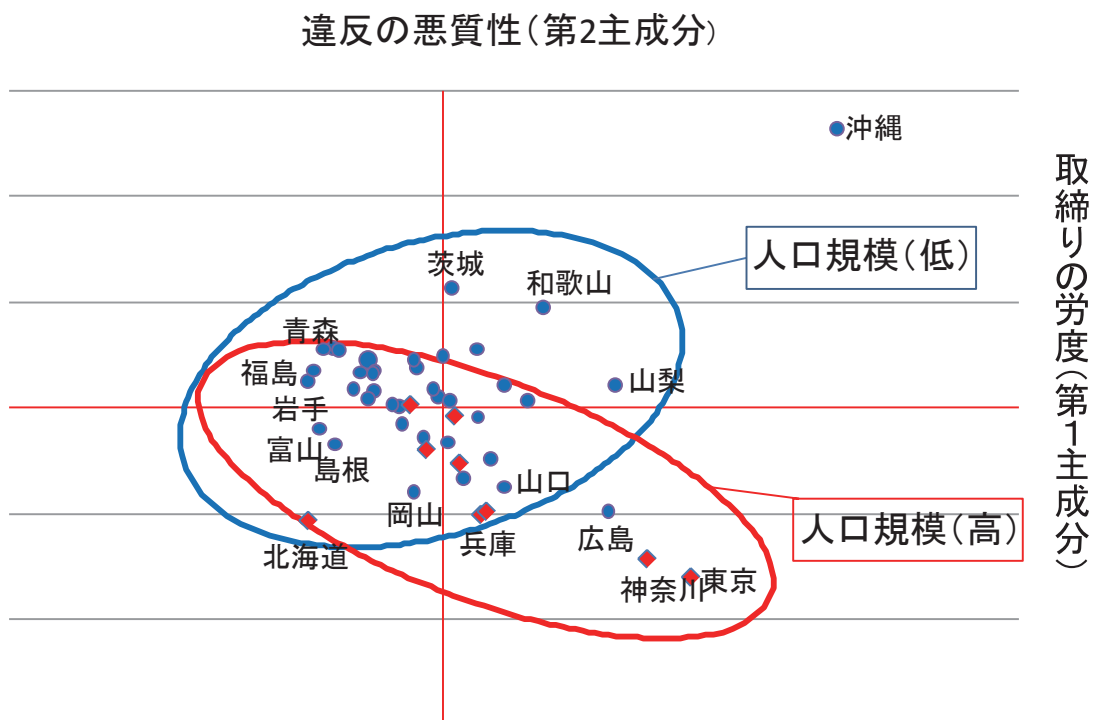 違反の悪質性(第2主成分)
沖縄
取締りの労度(第1主成分)
人口規模(低)
茨城
和歌山
青森
福島
山梨
岩手
富山
島根
山口
岡山
人口規模(高)
兵庫
広島
北海道
神奈川
東京